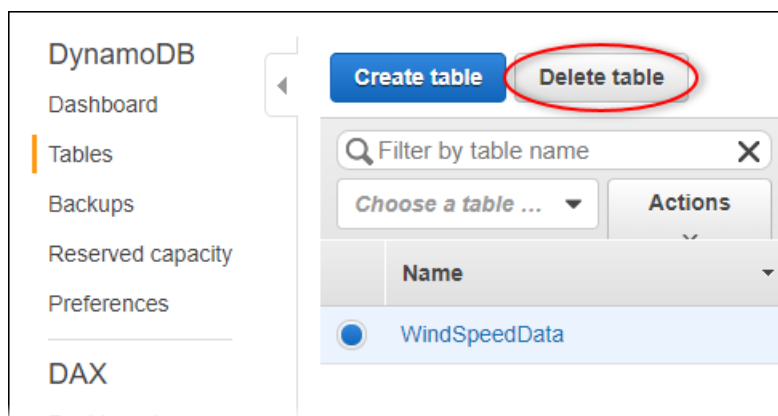 DynamoDB
Dashboard
Tables
Backups
Reserved capacity
Preferences
DAX
Create table
Delete table
Filter by table name
Choose a table ...
Actions
Name
WindSpeedData